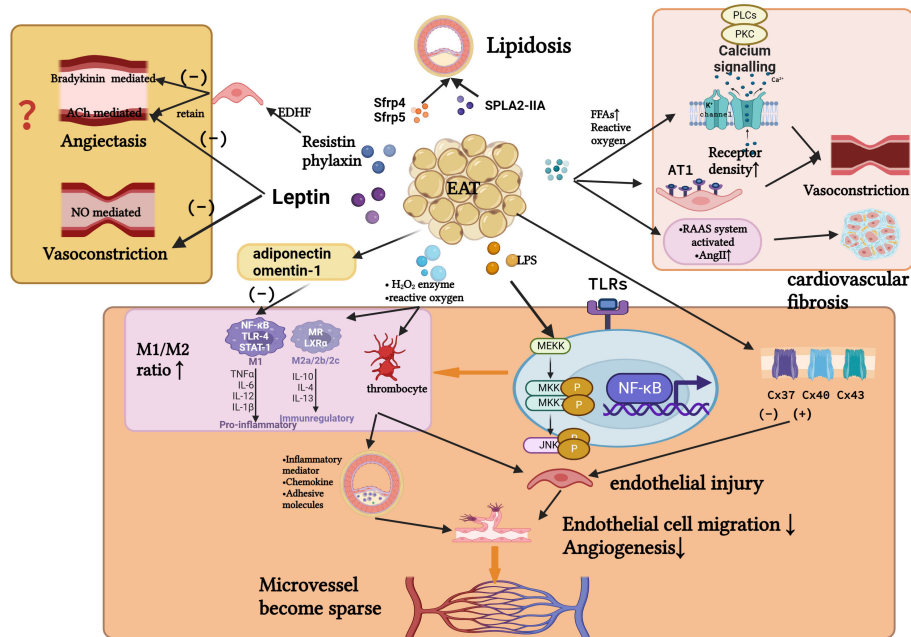 Bradykinin mediated
(-)
?
ACh mediated
retain
Angiectasis
(-)
NO mediated
(-)
Vasoconstriction
EDHF
Resistin
phylaxin
Leptin
Lipidosis
Sfrp4
Sfrp5
SPLA2-IIA
EAT
LPS
adiponectin
omentin-1
(-)
• H₂O₂ enzyme
•reactive oxygen
FFAs↑
Reactive
oxygen
PLCs
PKC
Calcium
signalling
Ca²⁺
K⁺
channel
Receptor
density↑
AT1
Vasoconstriction
•RAAS system
activated
•AngII↑
cardiovascular
fibrosis
M1/M2
ratio ↑
NF-κB
TLR-4
STAT-1
M1
TNFα
IL-6
IL-12
IL-1β
Pro-inflammatory
MR
LXRα
M2a/2b/2c
IL-10
IL-4
IL-13
Immunregulatory
thrombocyte
TLRs
MEKK
MKK
P
MKK
P
JNK
P
P
NF-κB
Cx37
Cx40
Cx43
(-)
(+)
•Inflammatory
mediator
•Chemokine
•Adhesive
molecules
endothelial injury
Endothelial cell migration ↓
Angiogenesis↓
Microvessel
become sparse